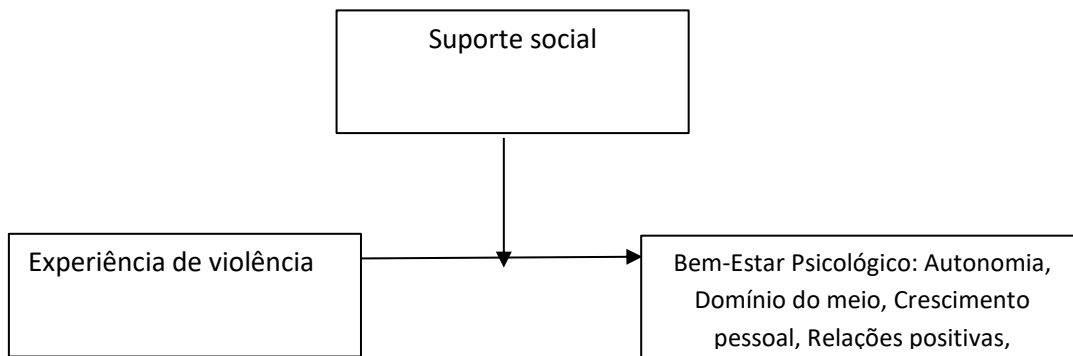 Suporte social
Experiência de violência
Bem-Estar Psicológico: Autonomia,
Domínio do meio, Crescimento
pessoal, Relações positivas,